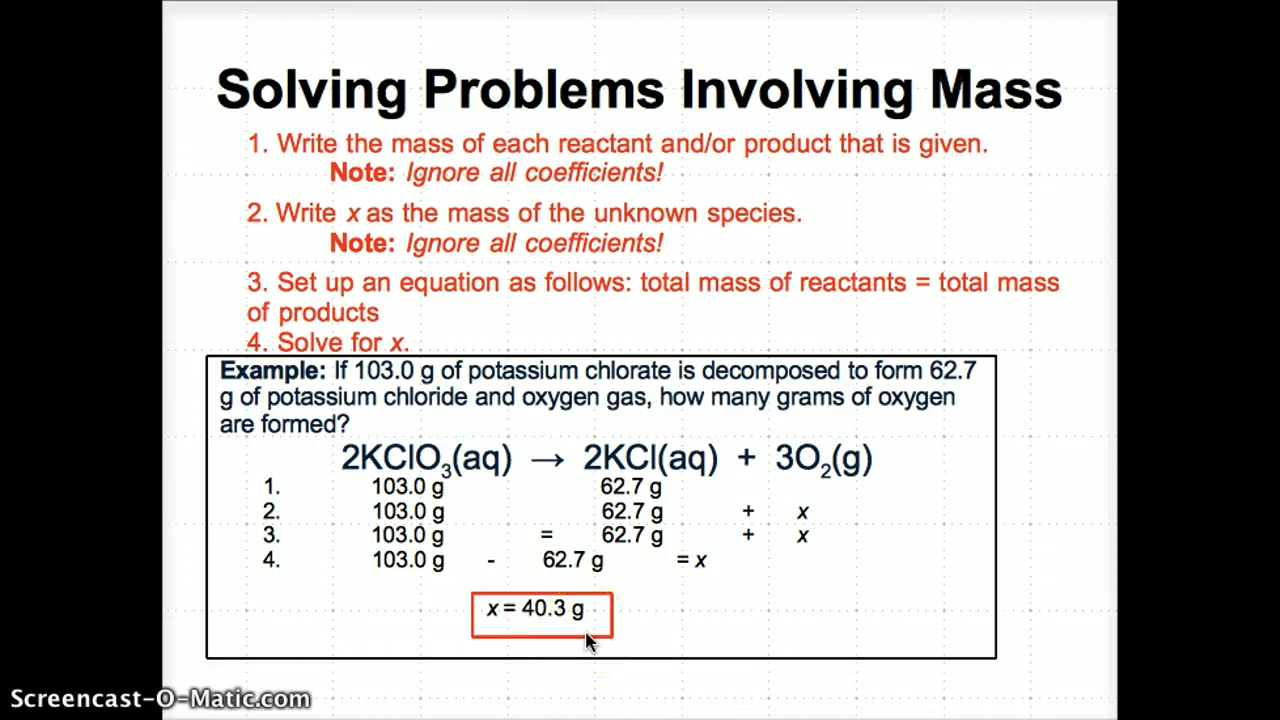 Solving Problems Involving Mass
1. Write the mass of each reactant and/or product that is given.
Note: Ignore all coefficients!
2. Write x as the mass of the unknown species.
Note: Ignore all coefficients!
3. Set up an equation as follows: total mass of reactants = total mass
of products
4. Solve for x.
Example: If 103.0 g of potassium chlorate is decomposed to form 62.7
g of potassium chloride and oxygen gas, how many grams of oxygen
are formed?
2KClO₃(aq) → 2KCl(aq) + 3O₂(g)
1. 103.0 g 62.7 g
2. 103.0 g 62.7 g + x
3. 103.0 g = 62.7 g + x
4. 103.0 g - 62.7 g = x
x = 40.3 g
Screencast-O-Matic.com